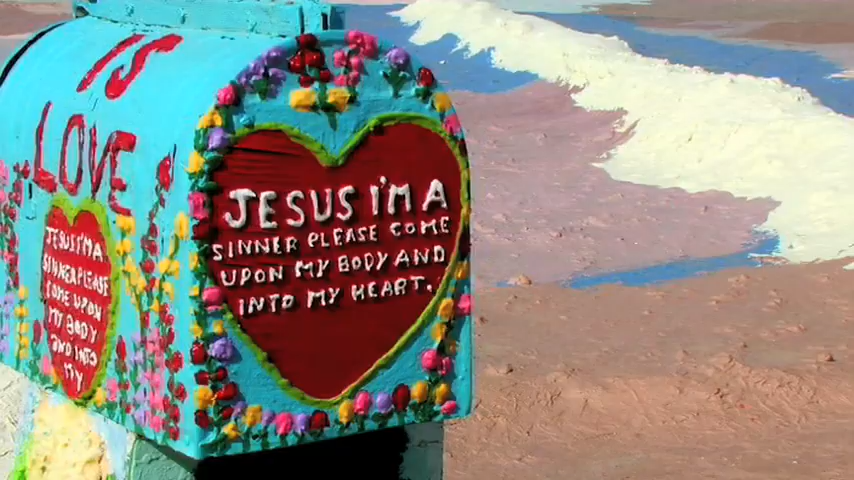 IS
LOVE
JESUS I'M A
SINNER PLEASE COME
UPON MY BODY AND
INTO MY HEART.
JESUS I'M A
SINNER PLEASE
COME UPON
MY BODY
AND INTO
MY